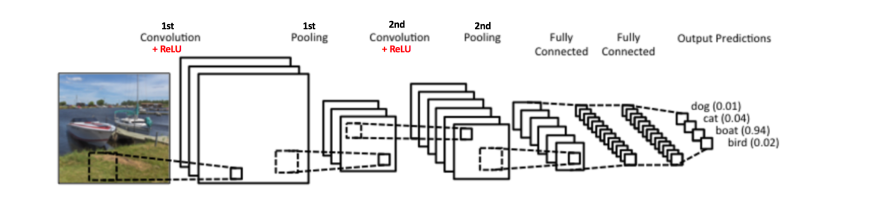 1st
Convolution
+ ReLU
1st
Pooling
2nd
Convolution
+ ReLU
2nd
Pooling
Fully
Connected
Fully
Connected
Output Predictions
dog (0.01)
cat (0.04)
boat (0.94)
bird (0.02)